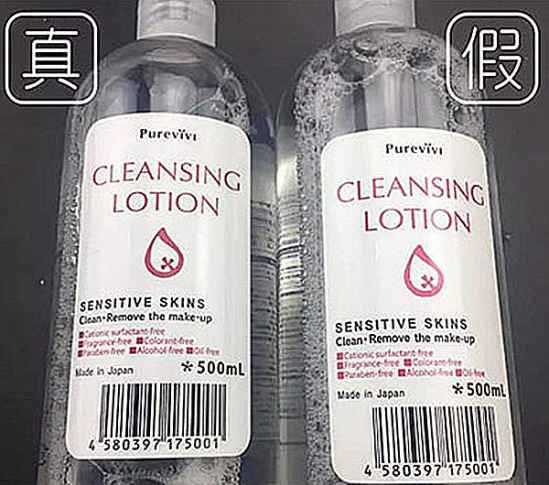 真
Purevivi
CLEANSING
LOTION
SENSITIVE SKINS
Clean・Remove the make-up
■Cationic surfactant-free
■Fragrance-free ■Colorant-free
■Paraben-free ■Alcohol-free ■Oil-free
Made in Japan
*500mL
4 580397 175001
假
Purevivi
CLEANSING
LOTION
SENSITIVE SKINS
Clean・Remove the make-up
■Cationic surfactant-free
■Fragrance-free ■Colorant-free
■Paraben-free ■Alcohol-free ■Oil-free
Made in Japan
*500mL
4 580397 175001